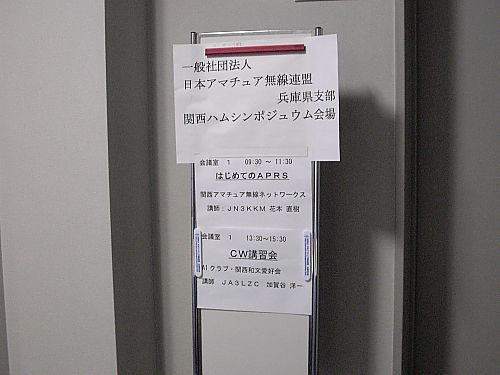 一般社団法人
日本アマチュア無線連盟
兵庫県支部
関西ハムシンポジュウム会場
会議室　１　09:30 ～ 11:30
はじめてのＡＰＲＳ
関西アマチュア無線ネットワークス
講師：ＪＮ３ＫＫＭ 花本 直樹
会議室　１　13:30～15:30
ＣＷ講習会
Ａ１クラブ・関西和文愛好会
講師　ＪＡ３ＬＺＣ　加賀谷 洋一